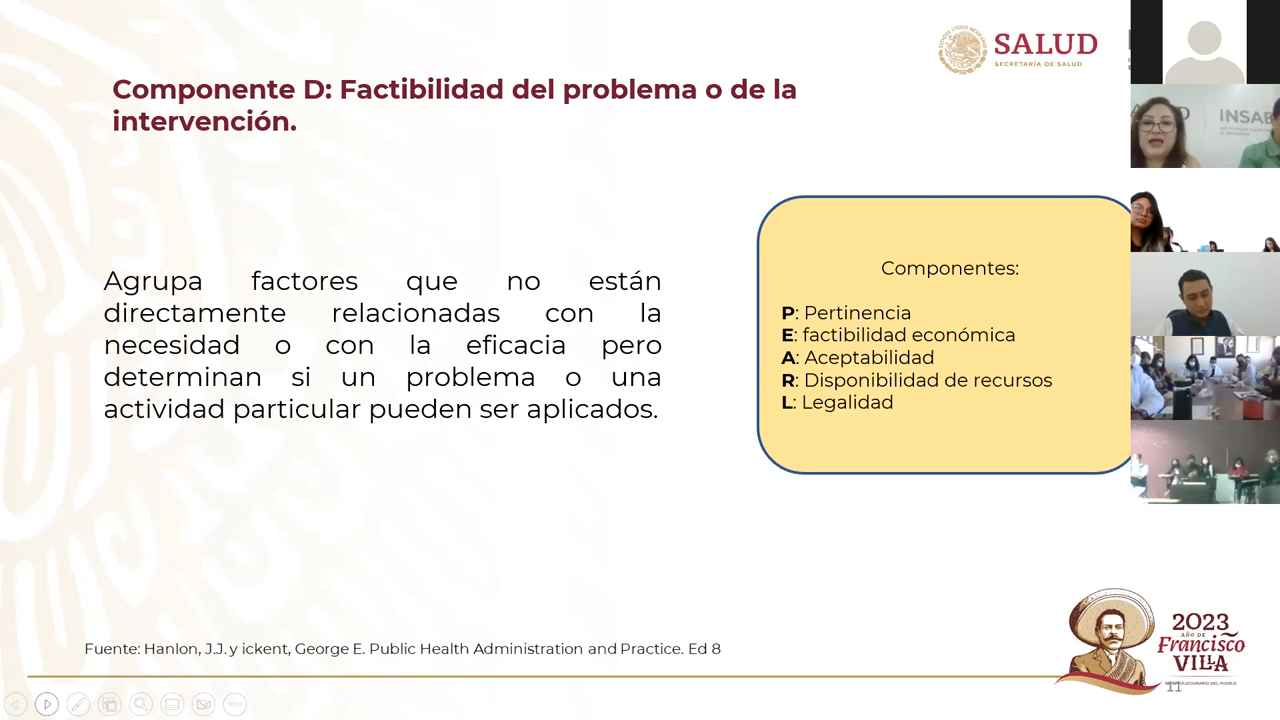 SALUD
SECRETARÍA DE SALUD
Componente D: Factibilidad del problema o de la
intervención.
INSAB
Agrupa factores que no están
directamente relacionadas con la
necesidad o con la eficacia pero
determinan si un problema o una
actividad particular pueden ser aplicados.
Componentes:
P: Pertinencia
E: factibilidad económica
A: Aceptabilidad
R: Disponibilidad de recursos
L: Legalidad
Fuente: Hanlon, J.J. y ickent, George E. Public Health Administration and Practice. Ed 8
2023
AÑO DE
Francisco
VILLA
11